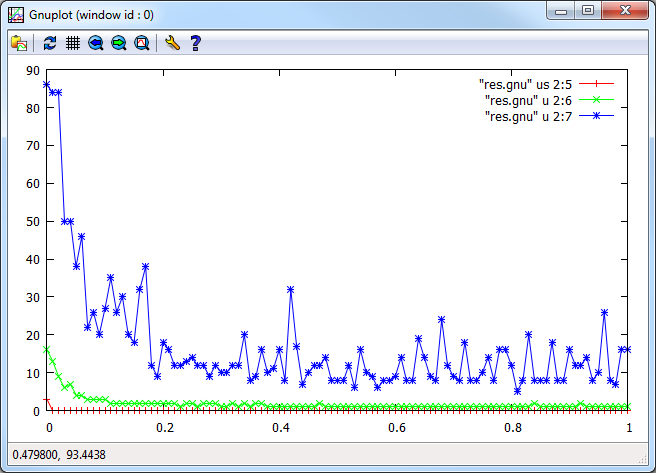 Gnuplot (window id : 0)
?
90
80
70
60
50
40
30
20
10
0
"res.gnu" us 2:5
"res.gnu" u 2:6
"res.gnu" u 2:7
0 0.2 0.4 0.6 0.8 1
0.479800, 93.4438